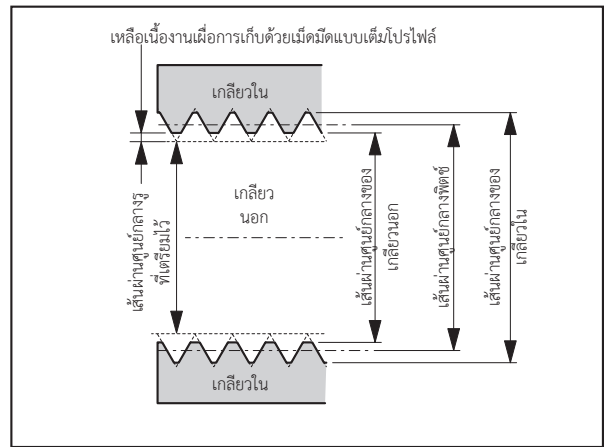 เหลือเนื้องานเผื่อการเก็บด้วยเม็ดมีดแบบเต็มโปรไฟล์
เกลียวใน
เกลียว
นอก
เส้นผ่านศูนย์กลางรู
ที่เตรียมไว้
เส้นผ่านศูนย์กลางของ
เกลียวนอก
เส้นผ่านศูนย์กลางพิตช์
เส้นผ่านศูนย์กลางของ
เกลียวใน
เกลียวใน